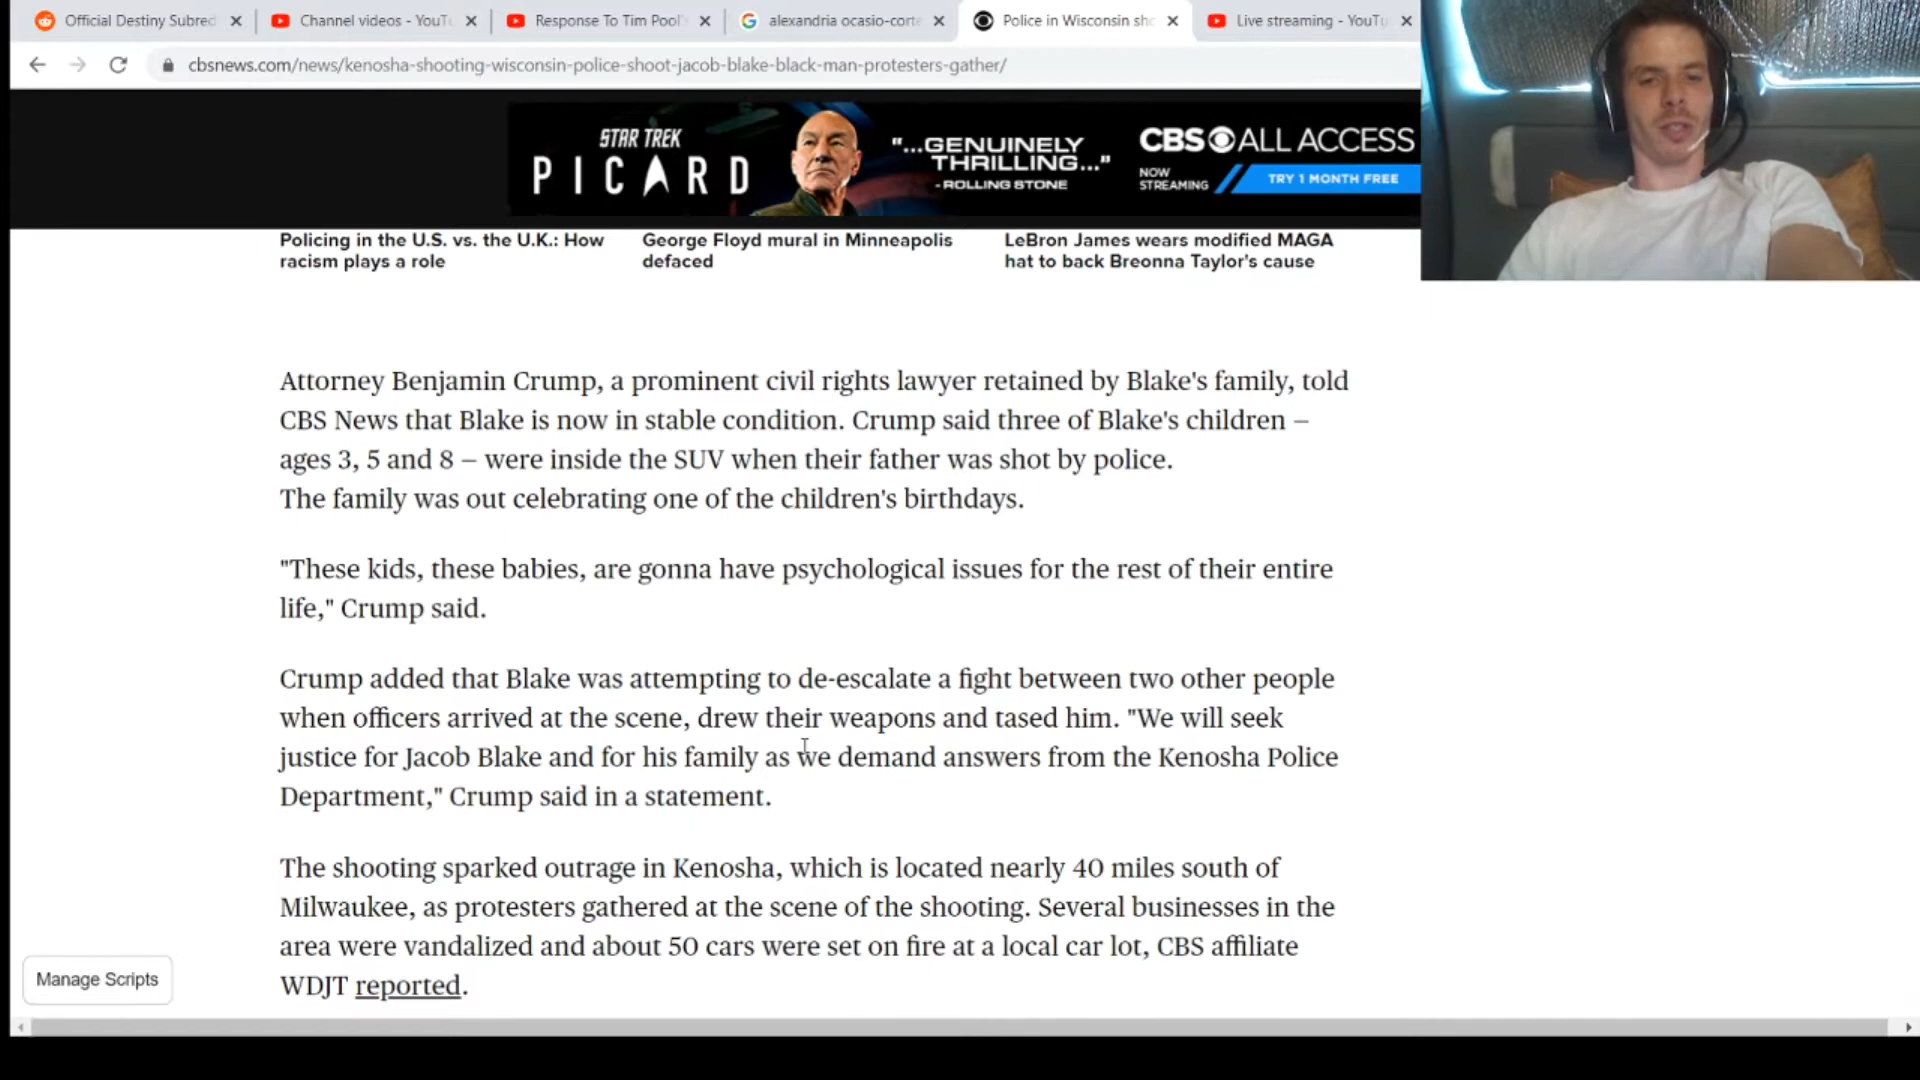 Official Destiny Subred
Channel videos - YouTu
Response To Tim Pool's
alexandria ocasio-corte
Police in Wisconsin sho
Live streaming - YouTu
cbsnews.com/news/kenosha-shooting-wisconsin-police-shoot-jacob-blake-black-man-protesters-gather/
STAR TREK
PICARD
"...GENUINELY
THRILLING..."
- ROLLING STONE
CBS ALL ACCESS
NOW
STREAMING
TRY 1 MONTH FREE
Policing in the U.S. vs. the U.K.: How
racism plays a role
George Floyd mural in Minneapolis
defaced
LeBron James wears modified MAGA
hat to back Breonna Taylor's cause
Attorney Benjamin Crump, a prominent civil rights lawyer retained by Blake's family, told
CBS News that Blake is now in stable condition. Crump said three of Blake's children —
ages 3, 5 and 8 — were inside the SUV when their father was shot by police.
The family was out celebrating one of the children's birthdays.
"These kids, these babies, are gonna have psychological issues for the rest of their entire
life," Crump said.
Crump added that Blake was attempting to de-escalate a fight between two other people
when officers arrived at the scene, drew their weapons and tased him. "We will seek
justice for Jacob Blake and for his family as we demand answers from the Kenosha Police
Department," Crump said in a statement.
The shooting sparked outrage in Kenosha, which is located nearly 40 miles south of
Milwaukee, as protesters gathered at the scene of the shooting. Several businesses in the
area were vandalized and about 50 cars were set on fire at a local car lot, CBS affiliate
WDJT reported.
Manage Scripts